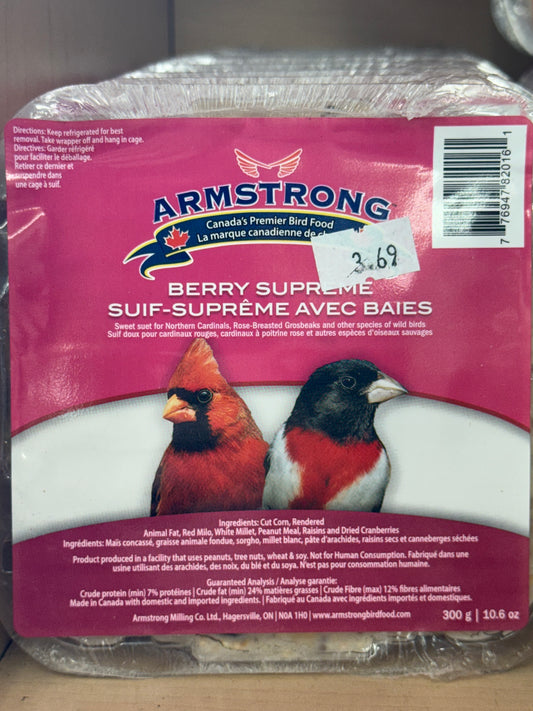 Directions: Keep refrigerated for best
removal. Take wrapper off and hang in cage.
Directives: Garder réfrigéré
pour faciliter le déballage.
Retirer ce dernier et
suspendre dans
une cage à suif.
7 76947 82016 1
ARMSTRONG
Canada's Premier Bird Food
La marque canadienne de
3.69
BERRY SUPREME
SUIF-SUPRÊME AVEC BAIES
Sweet suet for Northern Cardinals, Rose-Breasted Grosbeaks and other species of wild birds
Suif doux pour cardinaux rouges, cardinaux à poitrine rose et autres espèces d'oiseaux sauvages
Ingredients: Cut Corn, Rendered
Animal Fat, Red Milo, White Millet, Peanut Meal, Raisins and Dried Cranberries
Ingrédients: Maïs concassé, graisse animale fondue, sorgho, millet blanc, pâte d'arachides, raisins secs et canneberges séchées
Product produced in a facility that uses peanuts, tree nuts, wheat & soy. Not for Human Consumption. Fabriqué dans une
usine utilisant des arachides, des noix, du blé et du soya. N'est pas pour consommation humaine.
Guaranteed Analysis / Analyse garantie:
Crude protein (min) 7% protéines | Crude fat (min) 24% matières grasses | Crude Fibre (max) 12% fibres alimentaires
Made in Canada with domestic and imported ingredients. | Fabriqué au Canada avec ingrédients importés et domestiques.
Armstrong Milling Co. Ltd., Hagersville, ON | N0A 1H0 | www.armstrongbirdfood.com
300 g | 10.6 oz